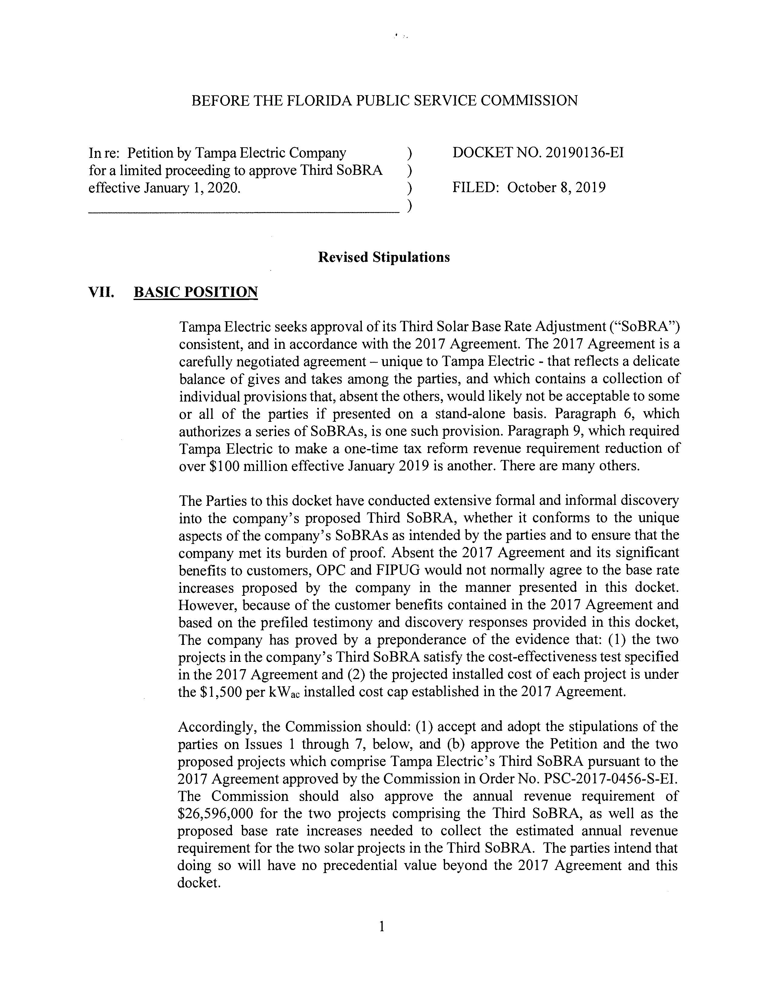 BEFORE THE FLORIDA PUBLIC SERVICE COMMISSION
In re: Petition by Tampa Electric Company ) DOCKET NO. 20190136-EI
for a limited proceeding to approve Third SoBRA )
effective January 1, 2020. ) FILED: October 8, 2019
)
Revised Stipulations
VII. BASIC POSITION
Tampa Electric seeks approval of its Third Solar Base Rate Adjustment (“SoBRA”)
consistent, and in accordance with the 2017 Agreement. The 2017 Agreement is a
carefully negotiated agreement – unique to Tampa Electric - that reflects a delicate
balance of gives and takes among the parties, and which contains a collection of
individual provisions that, absent the others, would likely not be acceptable to some
or all of the parties if presented on a stand-alone basis. Paragraph 6, which
authorizes a series of SoBRAs, is one such provision. Paragraph 9, which required
Tampa Electric to make a one-time tax reform revenue requirement reduction of
over $100 million effective January 2019 is another. There are many others.
The Parties to this docket have conducted extensive formal and informal discovery
into the company’s proposed Third SoBRA, whether it conforms to the unique
aspects of the company’s SoBRAs as intended by the parties and to ensure that the
company met its burden of proof. Absent the 2017 Agreement and its significant
benefits to customers, OPC and FIPUG would not normally agree to the base rate
increases proposed by the company in the manner presented in this docket.
However, because of the customer benefits contained in the 2017 Agreement and
based on the prefiled testimony and discovery responses provided in this docket,
The company has proved by a preponderance of the evidence that: (1) the two
projects in the company’s Third SoBRA satisfy the cost-effectiveness test specified
in the 2017 Agreement and (2) the projected installed cost of each project is under
the $1,500 per kWac installed cost cap established in the 2017 Agreement.
Accordingly, the Commission should: (1) accept and adopt the stipulations of the
parties on Issues 1 through 7, below, and (b) approve the Petition and the two
proposed projects which comprise Tampa Electric’s Third SoBRA pursuant to the
2017 Agreement approved by the Commission in Order No. PSC-2017-0456-S-EI.
The Commission should also approve the annual revenue requirement of
$26,596,000 for the two projects comprising the Third SoBRA, as well as the
proposed base rate increases needed to collect the estimated annual revenue
requirement for the two solar projects in the Third SoBRA. The parties intend that
doing so will have no precedential value beyond the 2017 Agreement and this
docket.
1